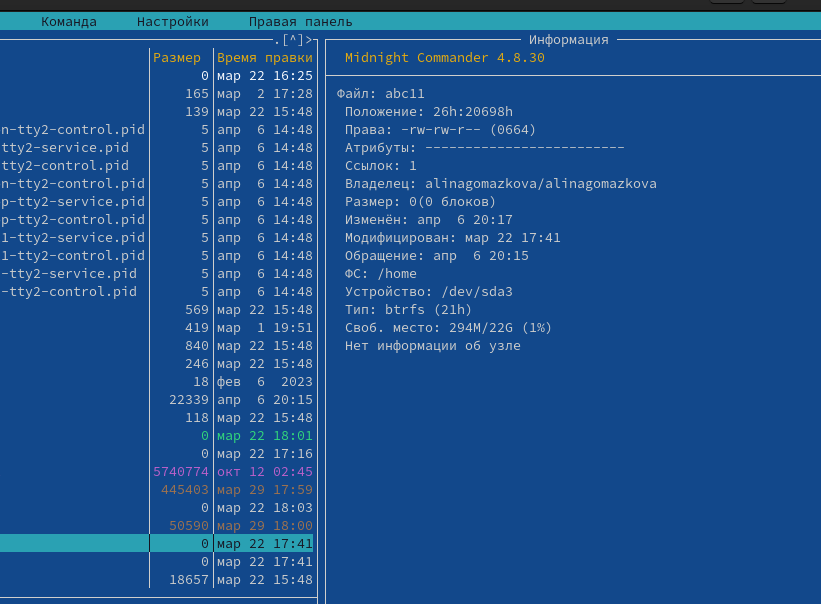 Команда Настройки Правая панель
.[^]> Информация
Размер Время правки Midnight Commander 4.8.30
0 мар 22 16:25
165 мар 2 17:28 Файл: abc11
139 мар 22 15:48 Положение: 26h:20698h
n-tty2-control.pid 5 апр 6 14:48 Права: -rw-rw-r-- (0664)
tty2-service.pid 5 апр 6 14:48 Атрибуты: -------------------------
tty2-control.pid 5 апр 6 14:48 Ссылок: 1
n-tty2-control.pid 5 апр 6 14:48 Владелец: alinagomazkova/alinagomazkova
p-tty2-service.pid 5 апр 6 14:48 Размер: 0(0 блоков)
p-tty2-control.pid 5 апр 6 14:48 Изменён: апр 6 20:17
1-tty2-service.pid 5 апр 6 14:48 Модифицирован: мар 22 17:41
1-tty2-control.pid 5 апр 6 14:48 Обращение: апр 6 20:15
-tty2-service.pid 5 апр 6 14:48 ФС: /home
-tty2-control.pid 5 апр 6 14:48 Устройство: /dev/sda3
569 мар 22 15:48 Тип: btrfs (21h)
419 мар 1 19:51 Своб. место: 294M/22G (1%)
840 мар 22 15:48 Нет информации об узле
246 мар 22 15:48
18 фев 6 2023
22339 апр 6 20:15
118 мар 22 15:48
0 мар 22 18:01
0 мар 22 17:16
5740774 окт 12 02:45
445403 мар 29 17:59
0 мар 22 18:03
50590 мар 29 18:00
0 мар 22 17:41
0 мар 22 17:41
18657 мар 22 15:48